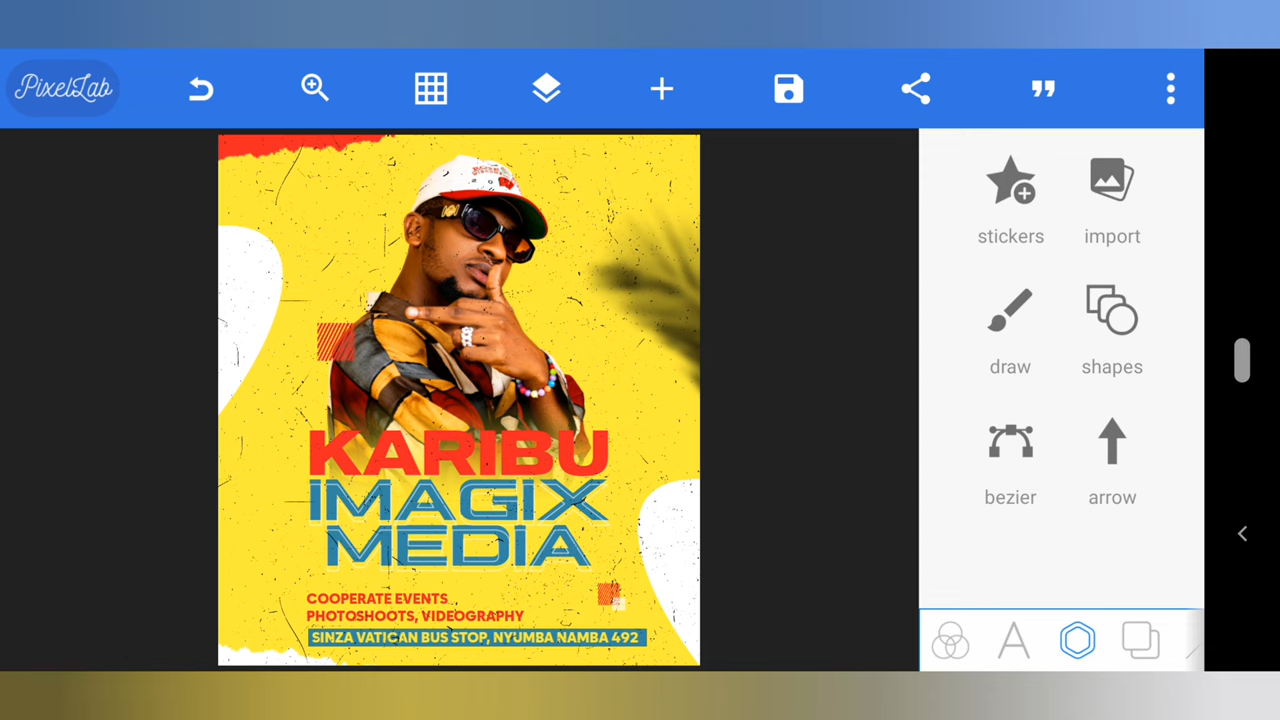 PixelLab
stickers
import
draw
shapes
bezier
arrow
KARIBU
IMAGIX
MEDIA
COOPERATE EVENTS
PHOTOSHOOTS, VIDEOGRAPHY
SINZA VATICAN BUS STOP, NYUMBA NAMBA 492